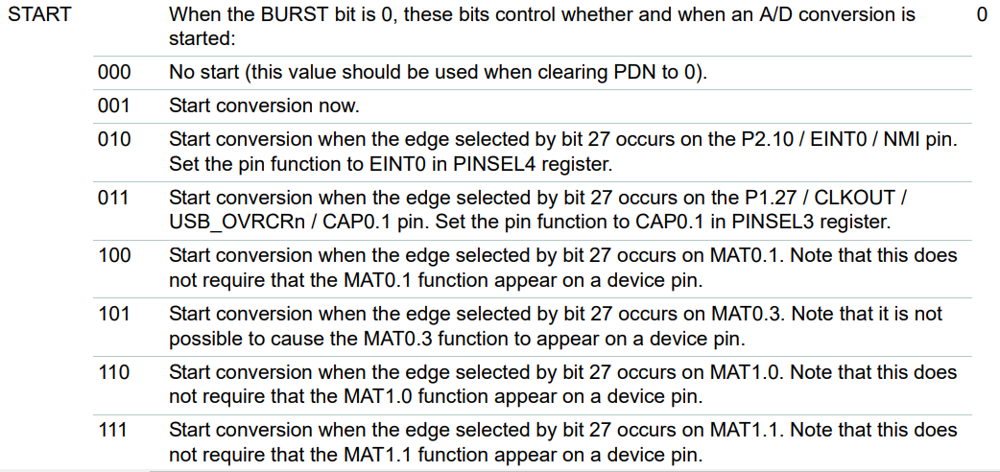 START When the BURST bit is 0, these bits control whether and when an A/D conversion is 0
started:
000 No start (this value should be used when clearing PDN to 0).
001 Start conversion now.
010 Start conversion when the edge selected by bit 27 occurs on the P2.10 / EINT0 / NMI pin.
Set the pin function to EINT0 in PINSEL4 register.
011 Start conversion when the edge selected by bit 27 occurs on the P1.27 / CLKOUT /
USB_OVRCRn / CAP0.1 pin. Set the pin function to CAP0.1 in PINSEL3 register.
100 Start conversion when the edge selected by bit 27 occurs on MAT0.1. Note that this does
not require that the MAT0.1 function appear on a device pin.
101 Start conversion when the edge selected by bit 27 occurs on MAT0.3. Note that it is not
possible to cause the MAT0.3 function to appear on a device pin.
110 Start conversion when the edge selected by bit 27 occurs on MAT1.0. Note that this does
not require that the MAT1.0 function appear on a device pin.
111 Start conversion when the edge selected by bit 27 occurs on MAT1.1. Note that this does
not require that the MAT1.1 function appear on a device pin.